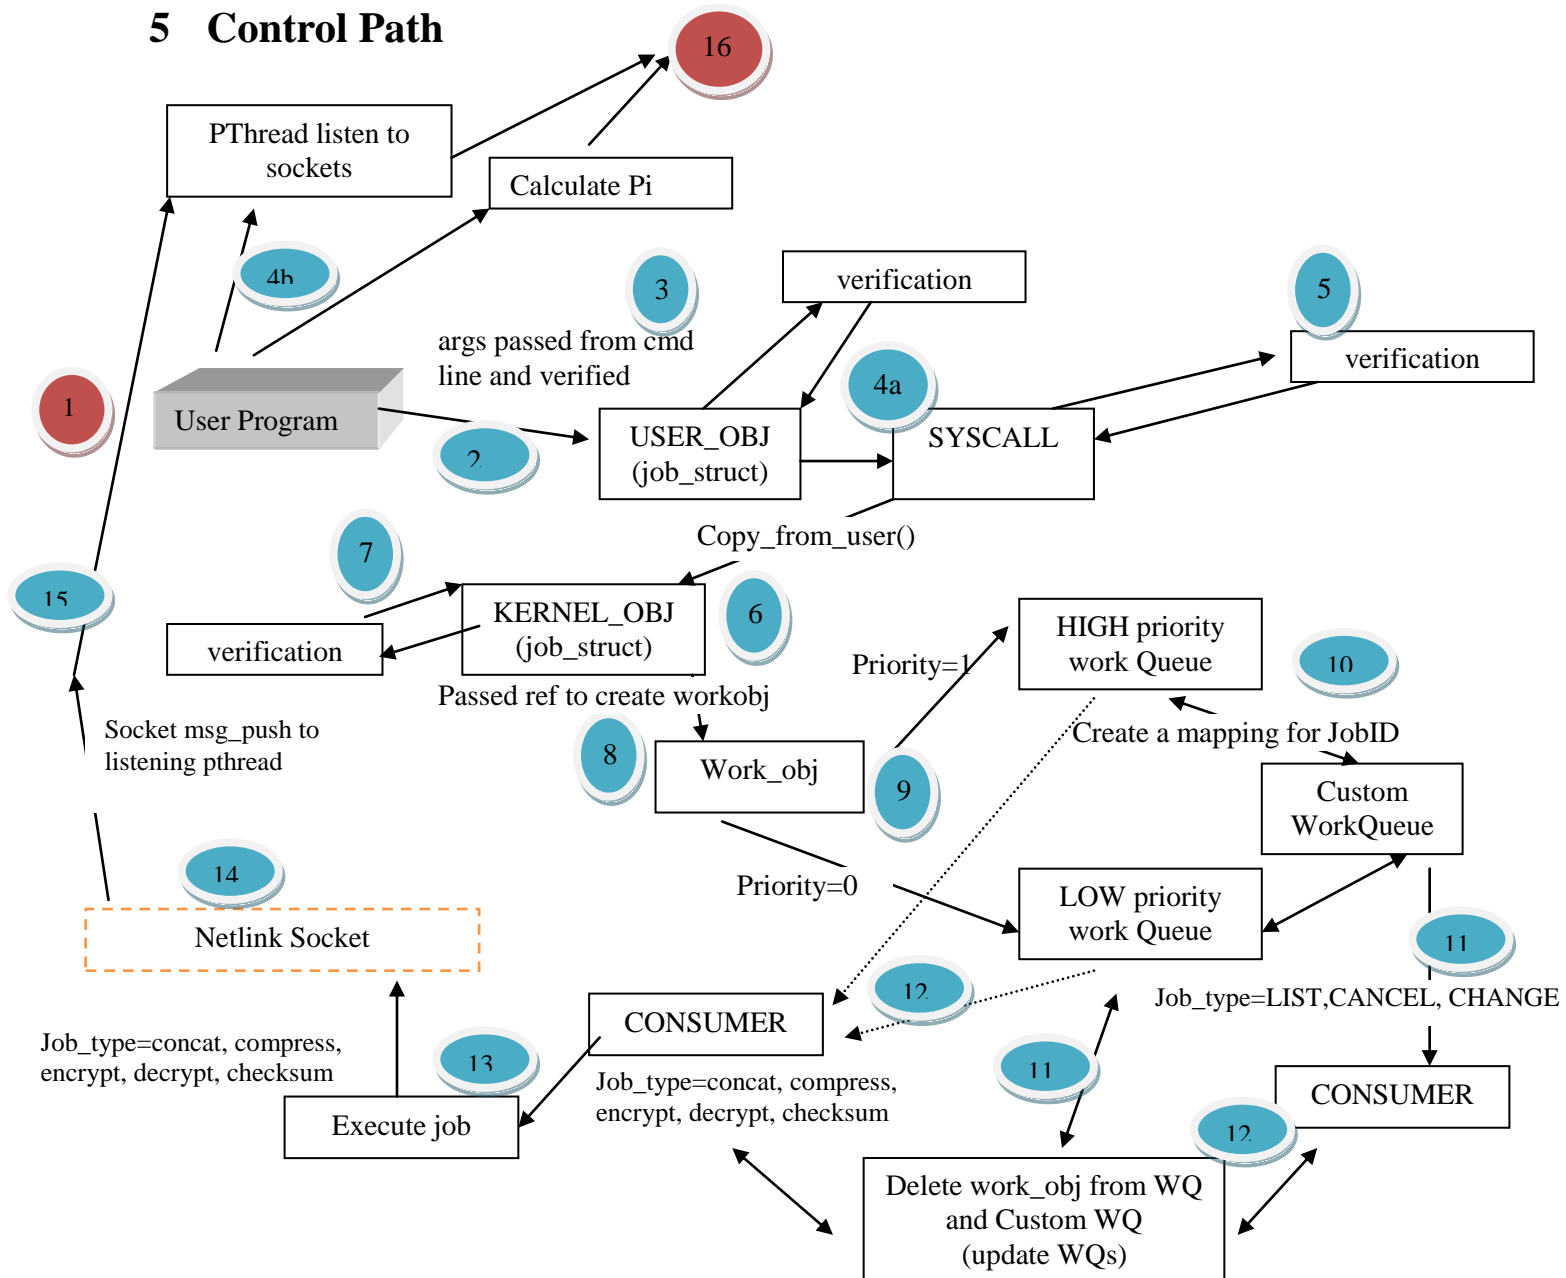 5 Control Path
16
PThread listen to
sockets
Calculate Pi
4b
3
verification
5
args passed from cmd
line and verified
verification
1
User Program
2
4a
USER_OBJ
(job_struct)
SYSCALL
Copy_from_user()
7
15
KERNEL_OBJ
(job_struct)
6
verification
HIGH priority
work Queue
Priority=1
10
Passed ref to create workobj
Socket msg_push to
listening pthread
Create a mapping for JobID
8
Work_obj
9
Custom
WorkQueue
14
Priority=0
LOW priority
work Queue
Netlink Socket
11
12
Job_type=LIST,CANCEL, CHANGE
CONSUMER
Job_type=concat, compress,
encrypt, decrypt, checksum
13
11
Job_type=concat, compress,
encrypt, decrypt, checksum
CONSUMER
Execute job
12
Delete work_obj from WQ
and Custom WQ
(update WQs)